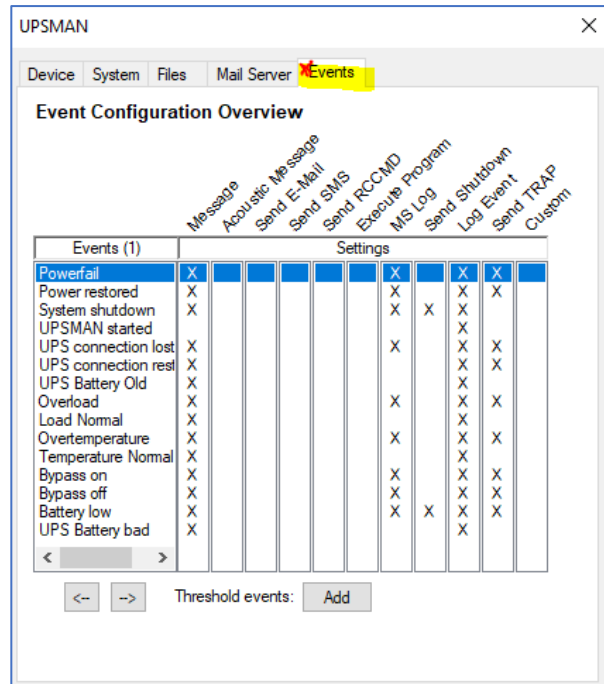 UPSMAN
Device System Files Mail Server Events
Event Configuration Overview
Message Acoustic Message Send E-Mail Send SMS Send RCCMD Execute Program MS Log Send Shutdown Log Event Send TRAP Custom
Events (1) Settings
Powerfail X X X X
Power restored X X X X
System shutdown X X X X
UPSMAN started X
UPS connection lost X X X X
UPS connection rest X X X
UPS Battery Old X X
Overload X X X X
Load Normal X X
Overtemperature X X X X
Temperature Normal X X
Bypass on X X X X
Bypass off X X X X
Battery low X X X X X
UPS Battery bad X X
<-- --> Threshold events: Add